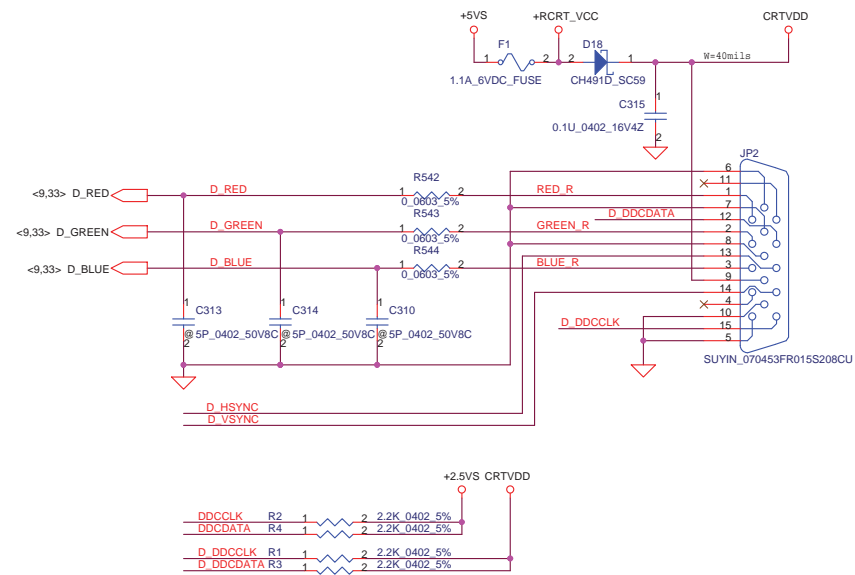 +5VS +RCRT_VCC CRTVDD
F1 D18
1 2 2 1 W=40mils
1.1A_6VDC_FUSE CH491D_SC59
1
C315
0.1U_0402_16V4Z
2
JP2
6
R542 11
<9,33> D_RED D_RED 1 2 RED_R 1
0_0603_5% 7
R543 D_DDCDATA 12
<9,33> D_GREEN D_GREEN 1 2 GREEN_R 2
0_0603_5% 8
R544 13
<9,33> D_BLUE D_BLUE 1 2 BLUE_R 3
0_0603_5% 9
14
1 1 1 4
C313 C314 C310 10
D_DDCCLK 15
@5P_0402_50V8C @5P_0402_50V8C @5P_0402_50V8C 5
2 2 2
SUYIN_070453FR015S208CU
D_HSYNC
D_VSYNC
+2.5VS CRTVDD
DDCCLK R2 1 2 2.2K_0402_5%
DDCDATA R4 1 2 2.2K_0402_5%
D_DDCCLK R1 1 2 2.2K_0402_5%
D_DDCDATA R3 1 2 2.2K_0402_5%